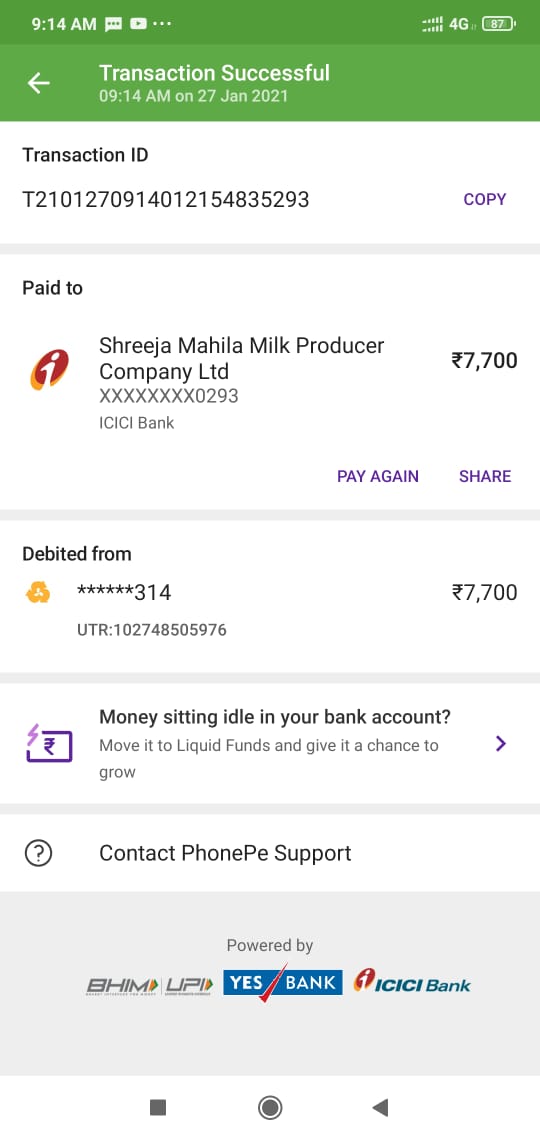 9:14 AM ...
4G 87
Transaction Successful
09:14 AM on 27 Jan 2021
Transaction ID
T2101270914012154835293 COPY
Paid to
Shreeja Mahila Milk Producer
Company Ltd
₹7,700
XXXXXXXX0293
ICICI Bank
PAY AGAIN SHARE
Debited from
******314 ₹7,700
UTR:102748505976
Money sitting idle in your bank account?
Move it to Liquid Funds and give it a chance to
grow
Contact PhonePe Support
Powered by
BHIM UPI YES BANK ICICI Bank